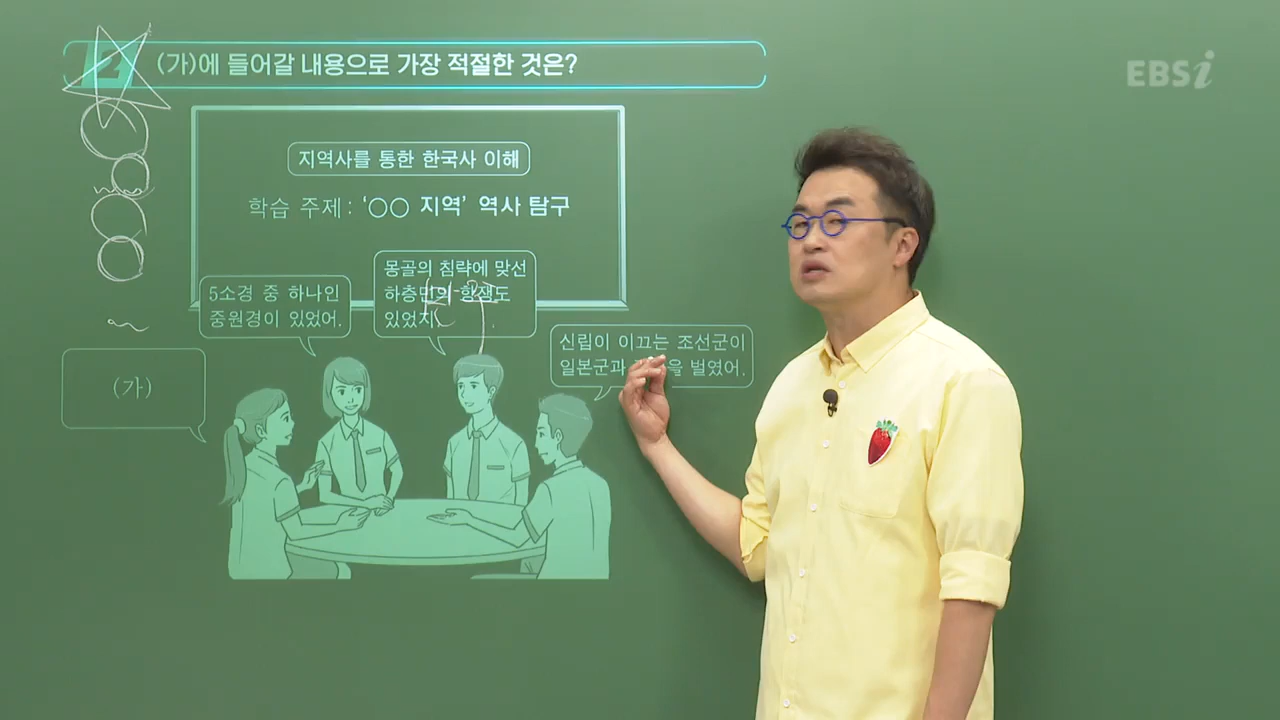 2 (가)에 들어갈 내용으로 가장 적절한 것은?
EBSi
지역사를 통한 한국사 이해
학습 주제 : '○○ 지역' 역사 탐구
5소경 중 하나인
중원경이 있었어.
몽골의 침략에 맞선
하층민의 항쟁도
있었지.
신립이 이끄는 조선군이
일본군과 을 벌였어.
(가)